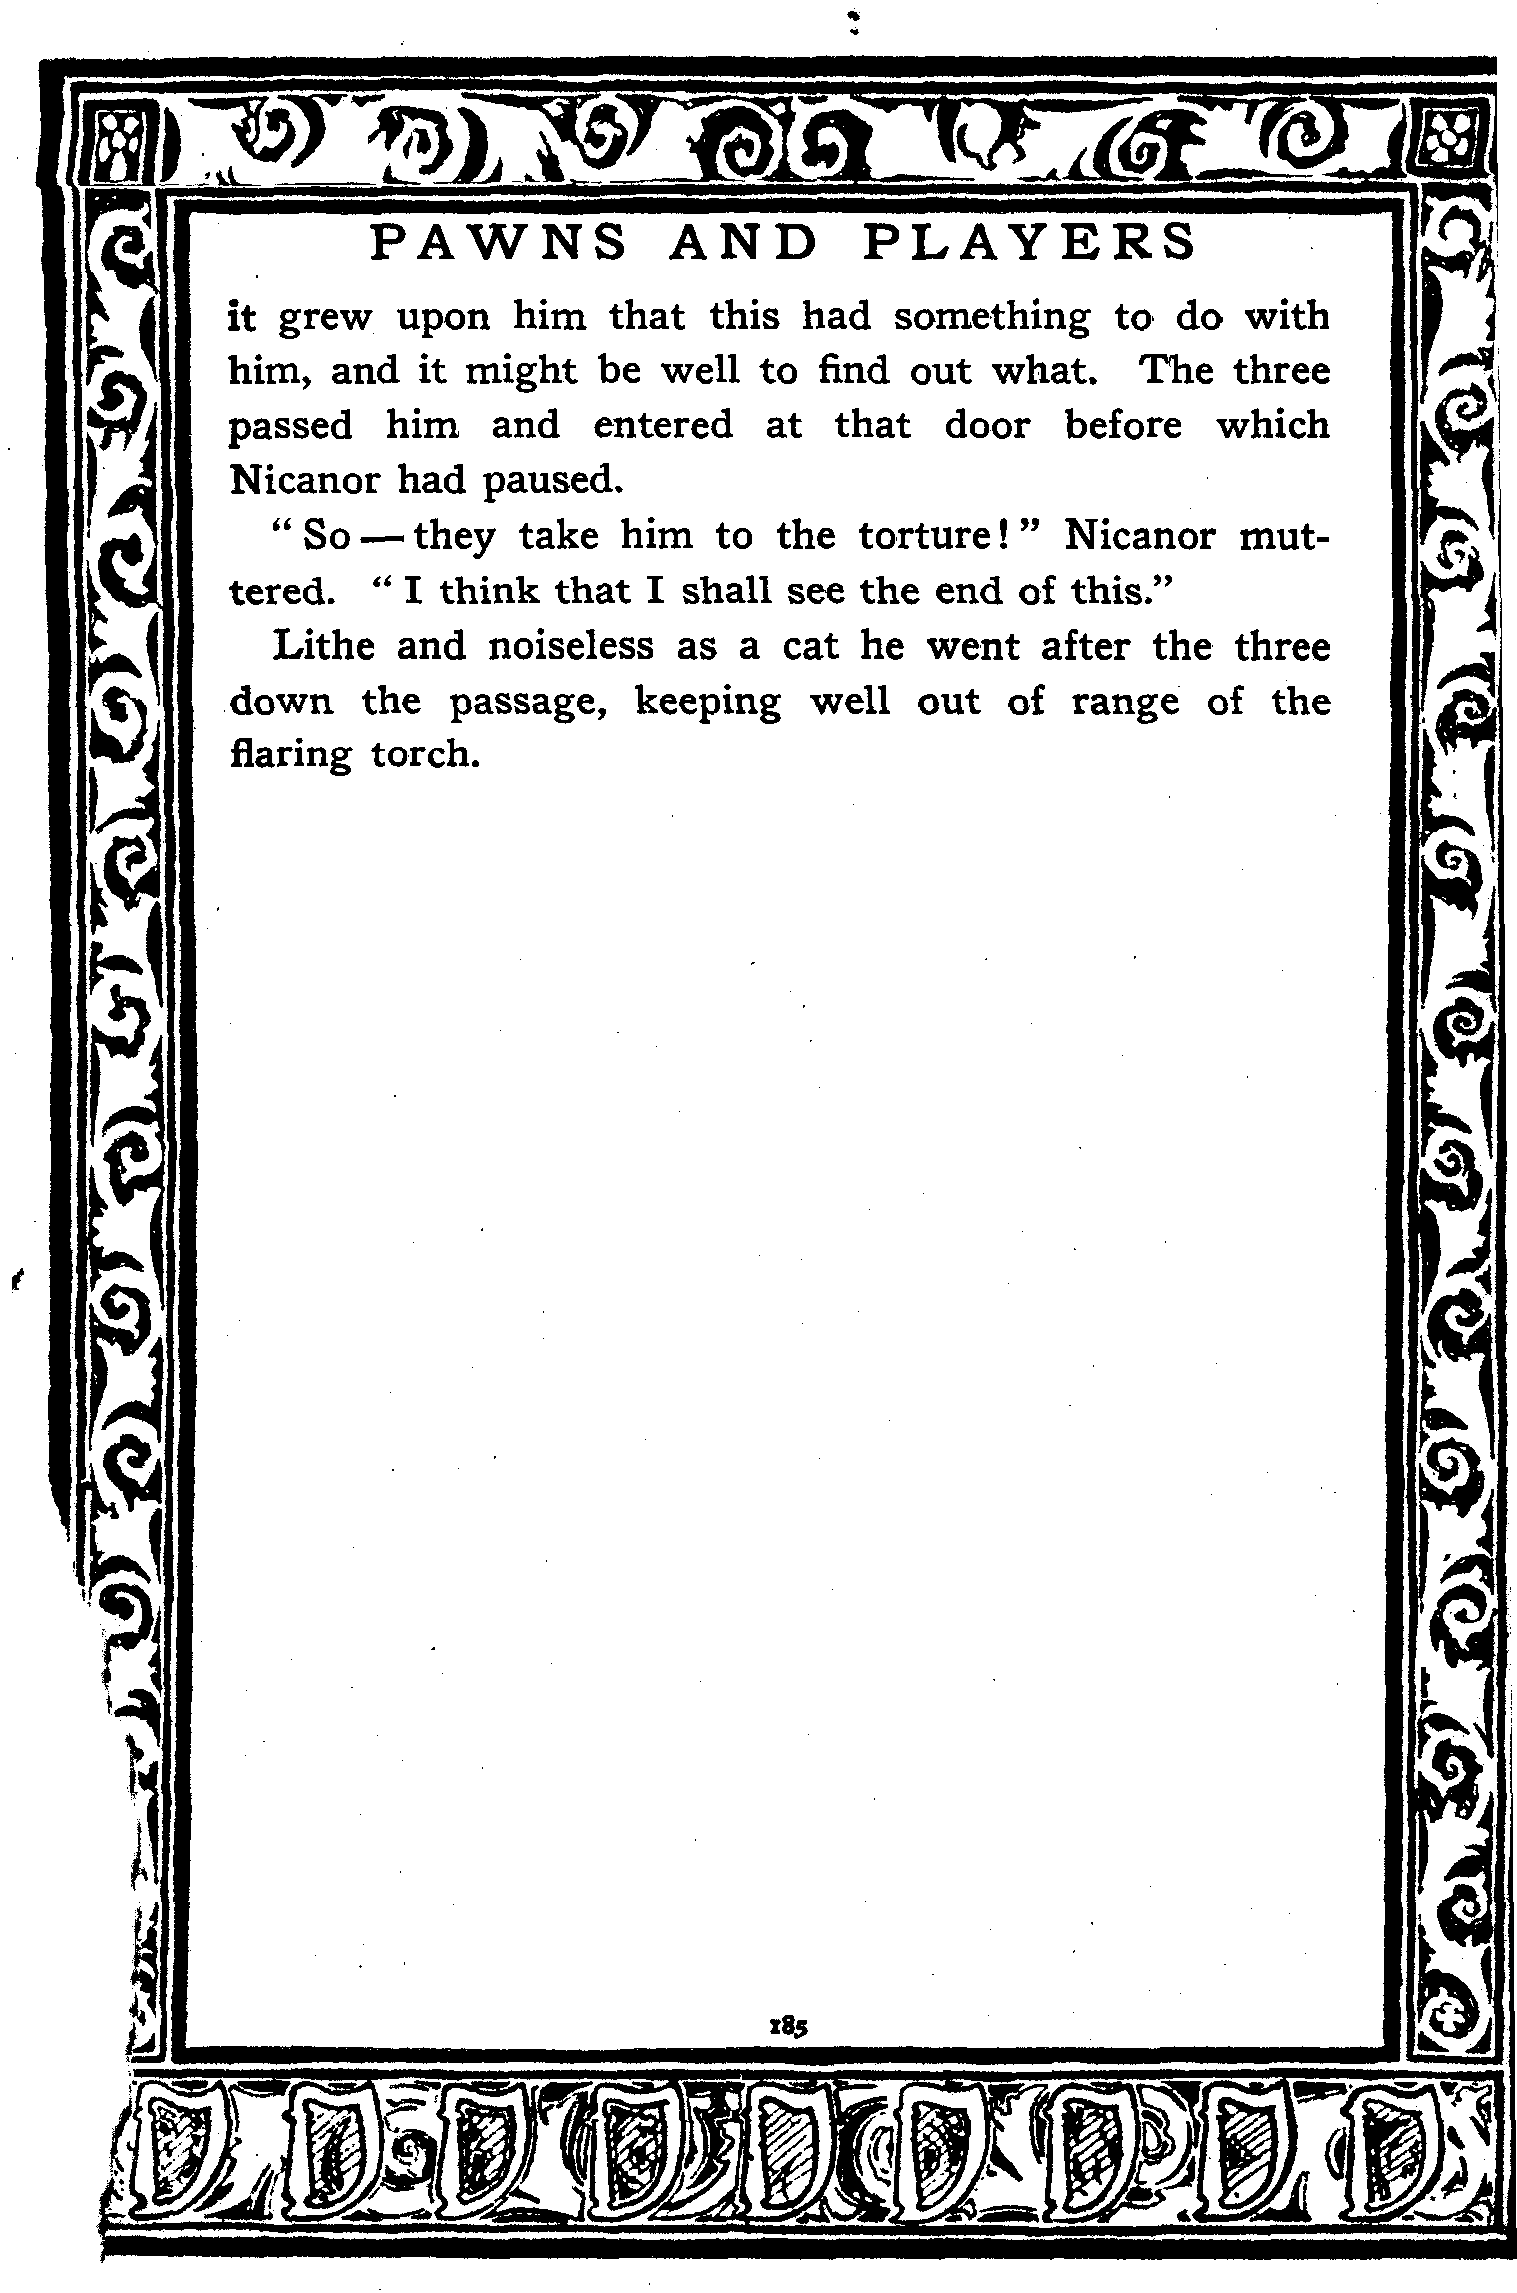 PAWNS AND PLAYERS
it grew upon him that this had something to do with
him, and it might be well to find out what. The three
passed him and entered at that door before which
Nicanor had paused.
“So—they take him to the torture!” Nicanor mut-
tered. “I think that I shall see the end of this.”
Lithe and noiseless as a cat he went after the three
down the passage, keeping well out of range of the
flaring torch.
185